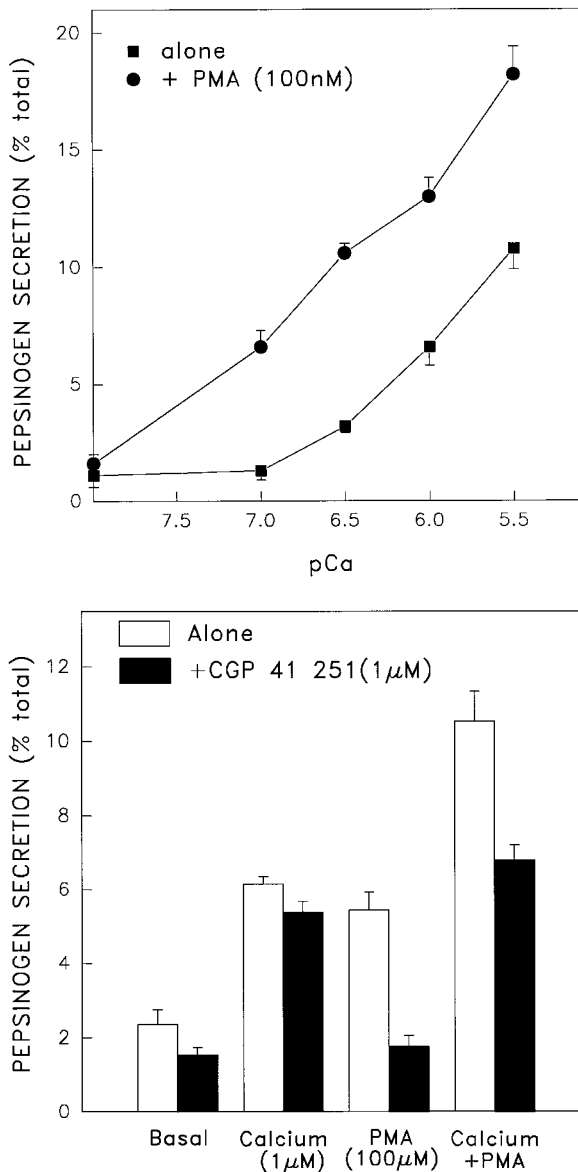 20
15
10
5
0
PEPSINOGEN SECRETION (% total)
alone
+ PMA (100nM)
7.5 7.0 6.5 6.0 5.5
pCa
12
10
8
6
4
2
0
PEPSINOGEN SECRETION (% total)
Alone
+CGP 41 251(1μM)
Basal Calcium PMA Calcium
(1μM) (100μM) +PMA